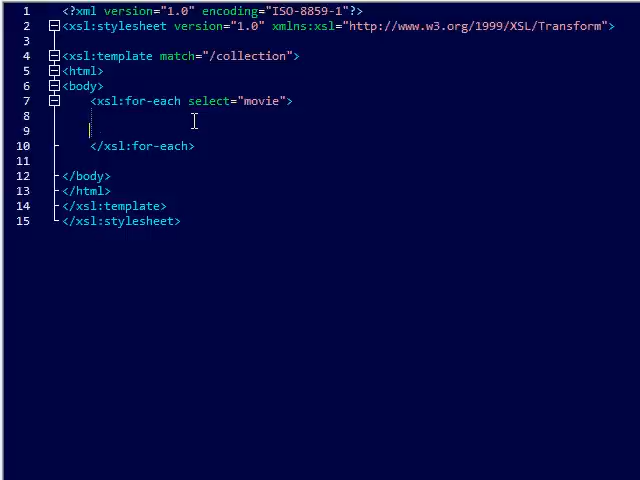 1 <?xml version="1.0" encoding="ISO-8859-1"?>
2 <xsl:stylesheet version="1.0" xmlns:xsl="http://www.w3.org/1999/XSL/Transform">
3
4 <xsl:template match="/collection">
5 <html>
6 <body>
7 <xsl:for-each select="movie">
8
9
10 </xsl:for-each>
11
12 </body>
13 </html>
14 </xsl:template>
15 </xsl:stylesheet>